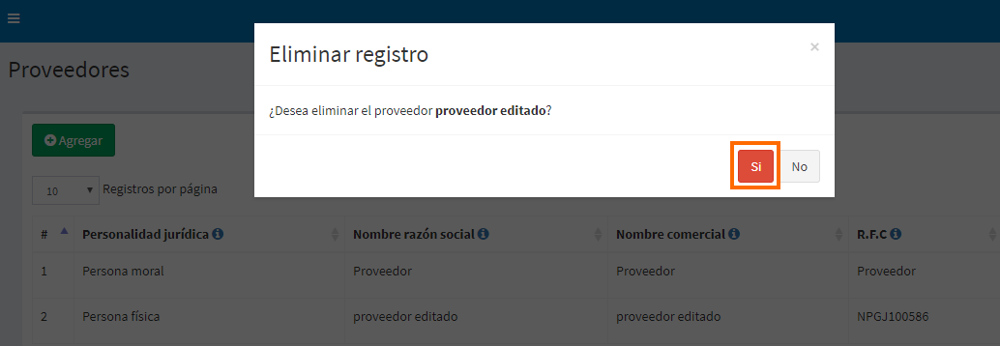 Eliminar registro ×
Proveedores
¿Desea eliminar el proveedor proveedor editado?
Agregar
Si No
10 Registros por página
# Personalidad jurídica Nombre razón social Nombre comercial R.F.C
1 Persona moral Proveedor Proveedor Proveedor
2 Persona física proveedor editado proveedor editado NPGJ100586